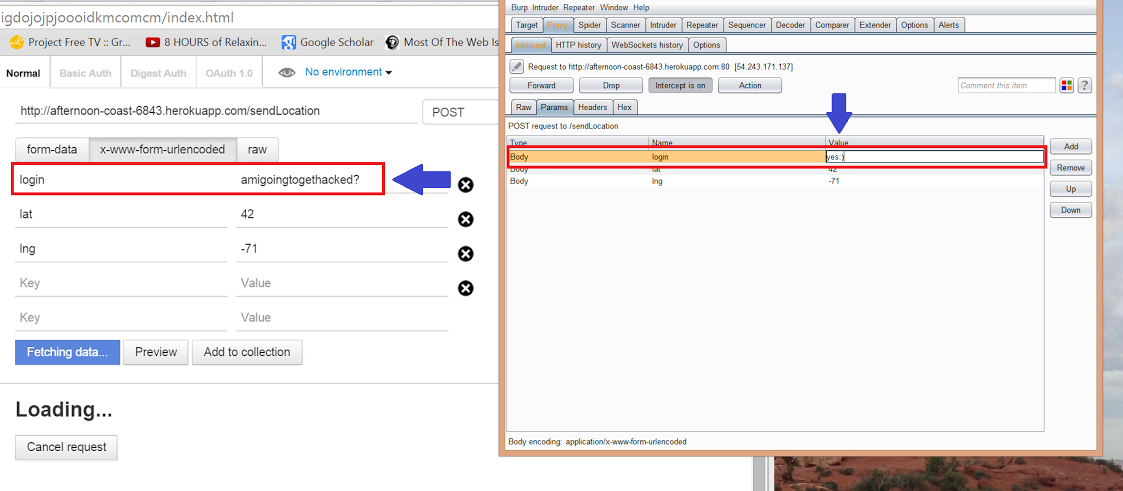 igdojojpjoooidkmcomcm/index.html
Project Free TV :: Gr...
8 HOURS of Relaxin...
Google Scholar
Most Of The Web Is
Normal
Basic Auth
Digest Auth
OAuth 1.0
No environment
http://afternoon-coast-6843.herokuapp.com/sendLocation
POST
form-data
x-www-form-urlencoded
raw
login amigoingtogethacked?
lat 42
lng -71
Key Value
Key Value
Fetching data...
Preview
Add to collection
Loading...
Cancel request
Burp Intruder Repeater Window Help
Target Proxy Spider Scanner Intruder Repeater Sequencer Decoder Comparer Extender Options Alerts
Intercept HTTP history WebSockets history Options
Request to http://afternoon-coast-6843.herokuapp.com:80 [54.243.171.137]
Forward Drop Intercept is on Action Comment this item ?
Raw Params Headers Hex
POST request to /sendLocation
Type Name Value
Body login yes:)
Body lat 42
Body lng -71
Add
Remove
Up
Down
Body encoding: application/x-www-form-urlencoded